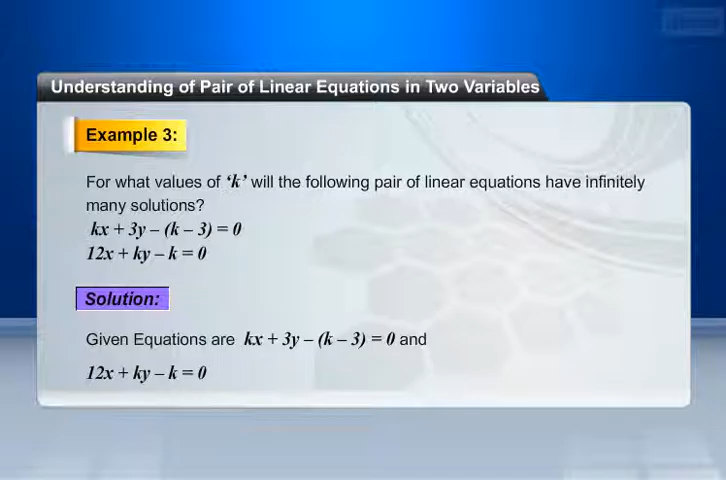 Understanding of Pair of Linear Equations in Two Variables
Example 3:
For what values of ‘k’ will the following pair of linear equations have infinitely
many solutions?
kx + 3y – (k – 3) = 0
12x + ky – k = 0
Solution:
Given Equations are kx + 3y – (k – 3) = 0 and
12x + ky – k = 0